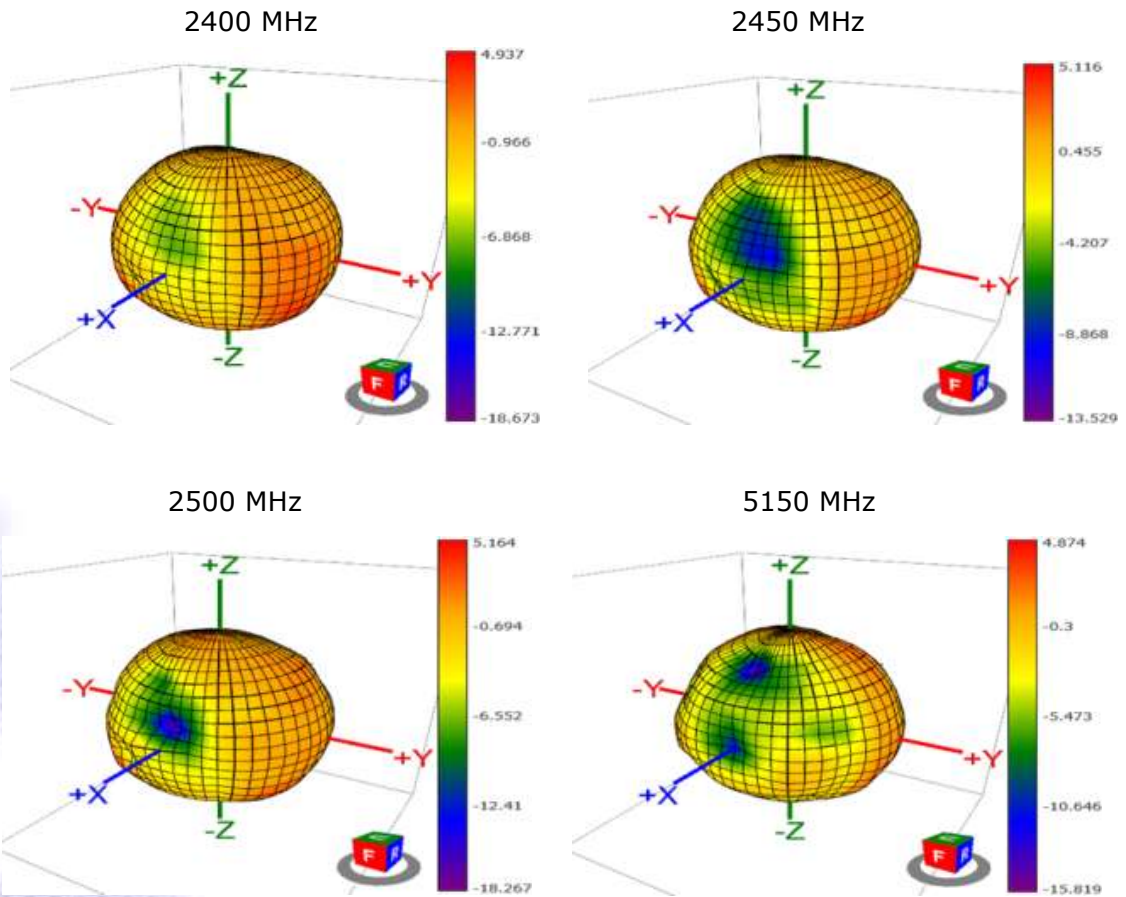 2400 MHz
4.937
-0.966
-6.868
-12.771
-18.673
+Z
-Y
+Y
+X
-Z
F
R
2450 MHz
5.116
0.455
-4.207
-8.868
-13.529
+Z
-Y
+Y
+X
-Z
F
2500 MHz
5.164
-0.694
-6.552
-12.41
-18.267
+Z
-Y
+Y
+X
-Z
F
R
5150 MHz
4.874
-0.3
-5.473
-10.646
-15.819
+Z
-Y
+Y
+X
-Z
F